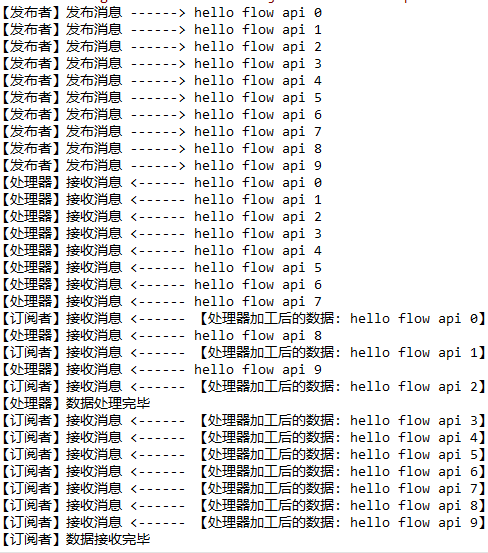 【发布者】发布消息 ------> hello flow api 0
【发布者】发布消息 ------> hello flow api 1
【发布者】发布消息 ------> hello flow api 2
【发布者】发布消息 ------> hello flow api 3
【发布者】发布消息 ------> hello flow api 4
【发布者】发布消息 ------> hello flow api 5
【发布者】发布消息 ------> hello flow api 6
【发布者】发布消息 ------> hello flow api 7
【发布者】发布消息 ------> hello flow api 8
【发布者】发布消息 ------> hello flow api 9
【处理器】接收消息 <------ hello flow api 0
【处理器】接收消息 <------ hello flow api 1
【处理器】接收消息 <------ hello flow api 2
【处理器】接收消息 <------ hello flow api 3
【处理器】接收消息 <------ hello flow api 4
【处理器】接收消息 <------ hello flow api 5
【处理器】接收消息 <------ hello flow api 6
【处理器】接收消息 <------ hello flow api 7
【订阅者】接收消息 <------ 【处理器加工后的数据: hello flow api 0】
【处理器】接收消息 <------ hello flow api 8
【订阅者】接收消息 <------ 【处理器加工后的数据: hello flow api 1】
【处理器】接收消息 <------ hello flow api 9
【订阅者】接收消息 <------ 【处理器加工后的数据: hello flow api 2】
【处理器】数据处理完毕
【订阅者】接收消息 <------ 【处理器加工后的数据: hello flow api 3】
【订阅者】接收消息 <------ 【处理器加工后的数据: hello flow api 4】
【订阅者】接收消息 <------ 【处理器加工后的数据: hello flow api 5】
【订阅者】接收消息 <------ 【处理器加工后的数据: hello flow api 6】
【订阅者】接收消息 <------ 【处理器加工后的数据: hello flow api 7】
【订阅者】接收消息 <------ 【处理器加工后的数据: hello flow api 8】
【订阅者】接收消息 <------ 【处理器加工后的数据: hello flow api 9】
【订阅者】数据接收完毕